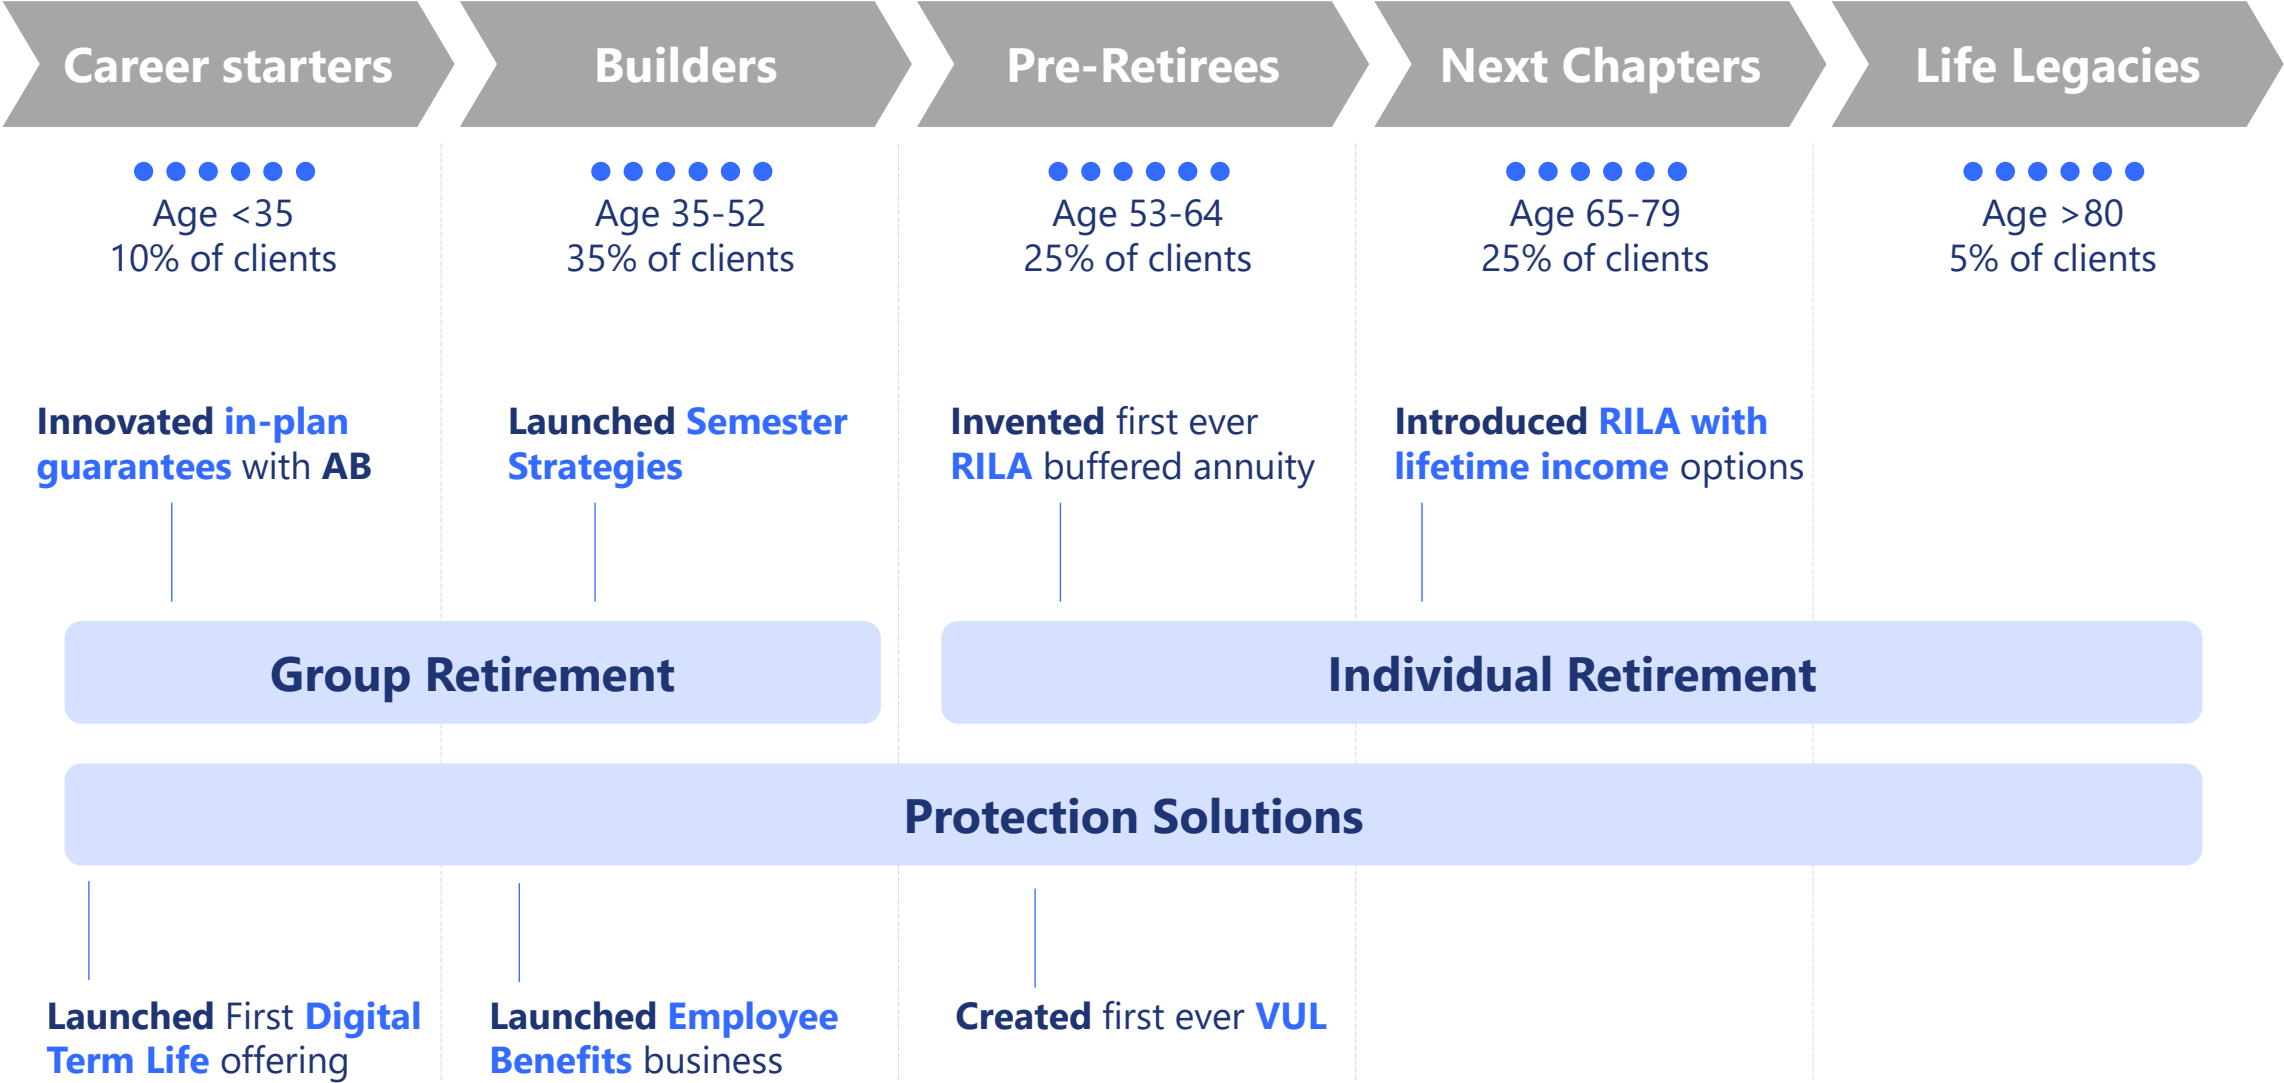 Career starters
Builders
Pre-Retirees
Next Chapters
Life Legacies
Age <35
10% of clients
Age 35-52
35% of clients
Age 53-64
25% of clients
Age 65-79
25% of clients
Age >80
5% of clients
Innovated in-plan
guarantees with AB
Launched Semester
Strategies
Invented first ever
RILA buffered annuity
Introduced RILA with
lifetime income options
Group Retirement
Individual Retirement
Protection Solutions
Launched First Digital
Term Life offering
Launched Employee
Benefits business
Created first ever VUL